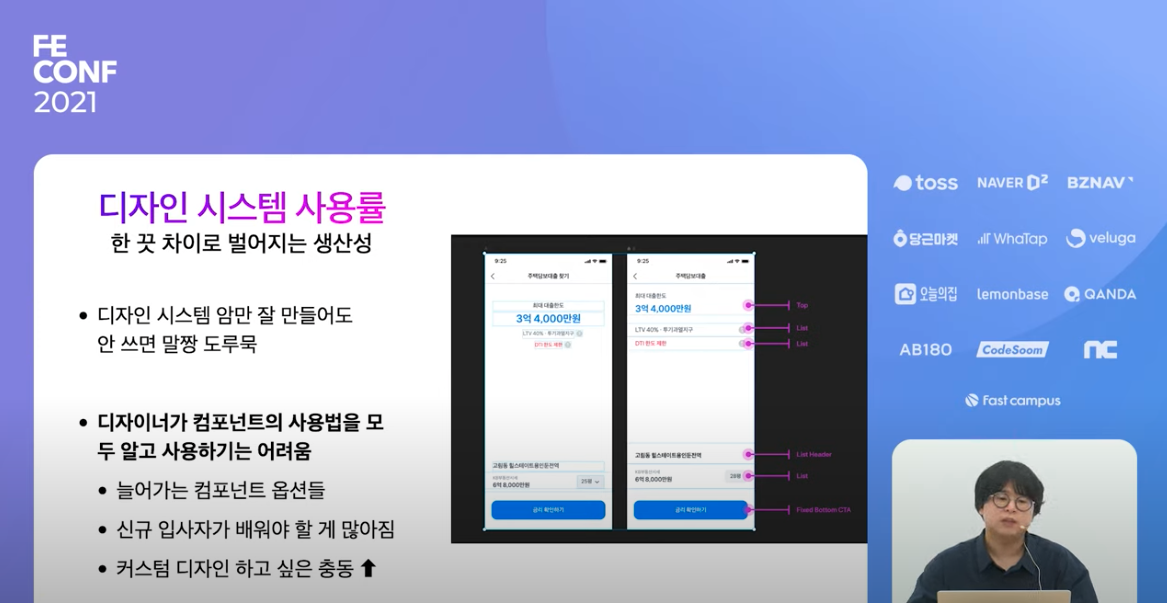 FE
CONF
2021
디자인 시스템 사용률
한 끗 차이로 벌어지는 생산성
디자인 시스템 암만 잘 만들어도
안 쓰면 말짱 도루묵
디자이너가 컴포넌트의 사용법을 모
두 알고 사용하기는 어려움
늘어가는 컴포넌트 옵션들
신규 입사자가 배워야 할 게 많아짐
커스텀 디자인 하고 싶은 충동 ⬆
9:25
주택담보대출 찾기
최대 대출한도
3억 4,000만원
LTV 40% · 투기과열지구
DTI 한도 제한
고림동 힐스테이트용인둔전역
6억 8,000만원
25평
금리 확인하기
9:25
주택담보대출
최대 대출한도
3억 4,000만원
LTV 40% · 투기과열지구
DTI 한도 제한
고림동 힐스테이트용인둔전역
6억 8,000만원
28평
금리 확인하기
Top
List
List
List Header
List
Fixed Bottom CTA
toss
NAVER D2
BZNAV
당근마켓
WhaTap
veluga
오늘의집
lemonbase
QANDA
AB180
CodeSoom
nc
Fast campus